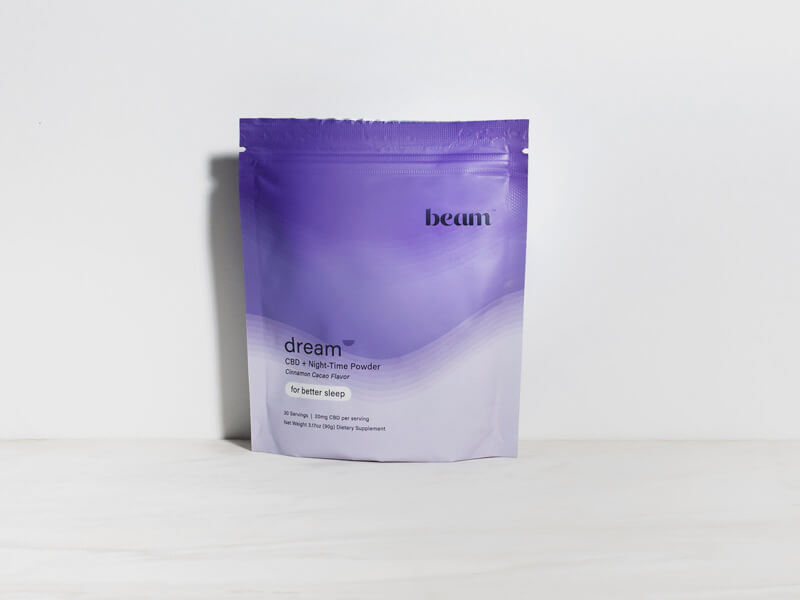 beam™
dream
CBD + Night-Time Powder
Cinnamon Cacao Flavor
for better sleep
30 Servings | 20mg CBD per serving
Net Weight 3.17oz (90g) Dietary Supplement